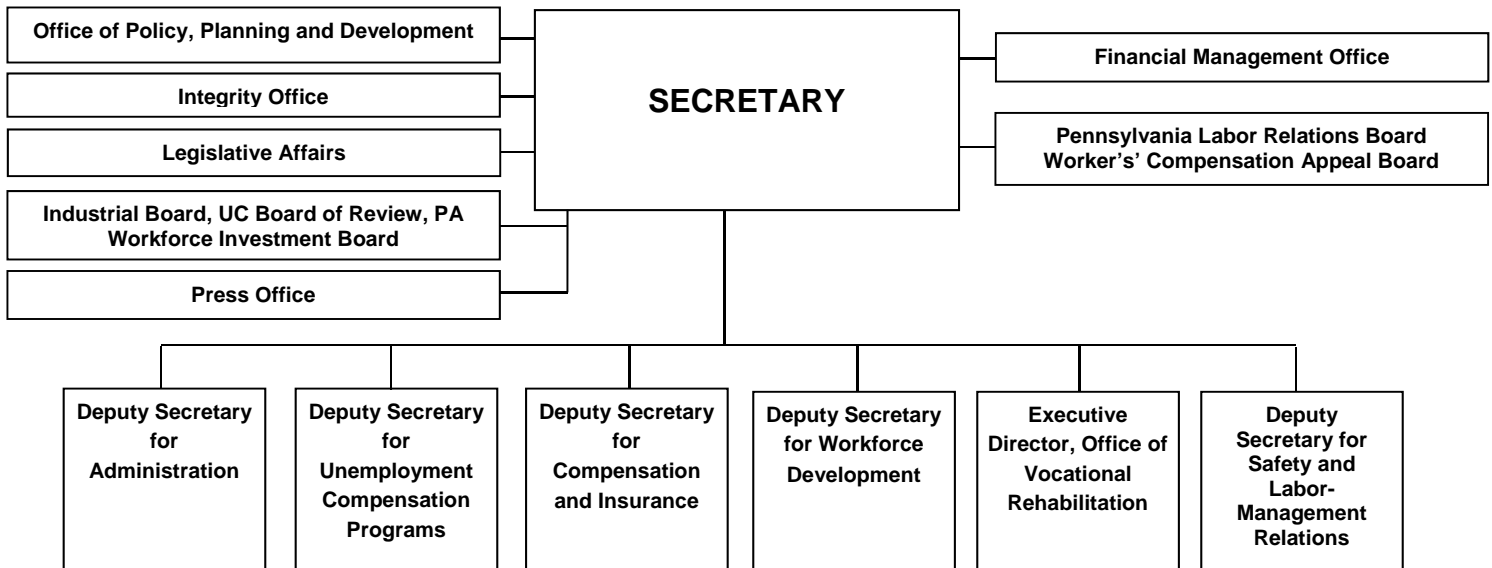 Office of Policy, Planning and Development
Integrity Office
Legislative Affairs
Industrial Board, UC Board of Review, PA
Workforce Investment Board
Press Office
SECRETARY
Financial Management Office
Pennsylvania Labor Relations Board
Worker's' Compensation Appeal Board
Deputy Secretary
for
Administration
Deputy Secretary
for
Unemployment
Compensation
Programs
Deputy Secretary
for
Compensation
and Insurance
Deputy Secretary
for Workforce
Development
Executive
Director, Office of
Vocational
Rehabilitation
Deputy
Secretary for
Safety and
Labor-
Management
Relations